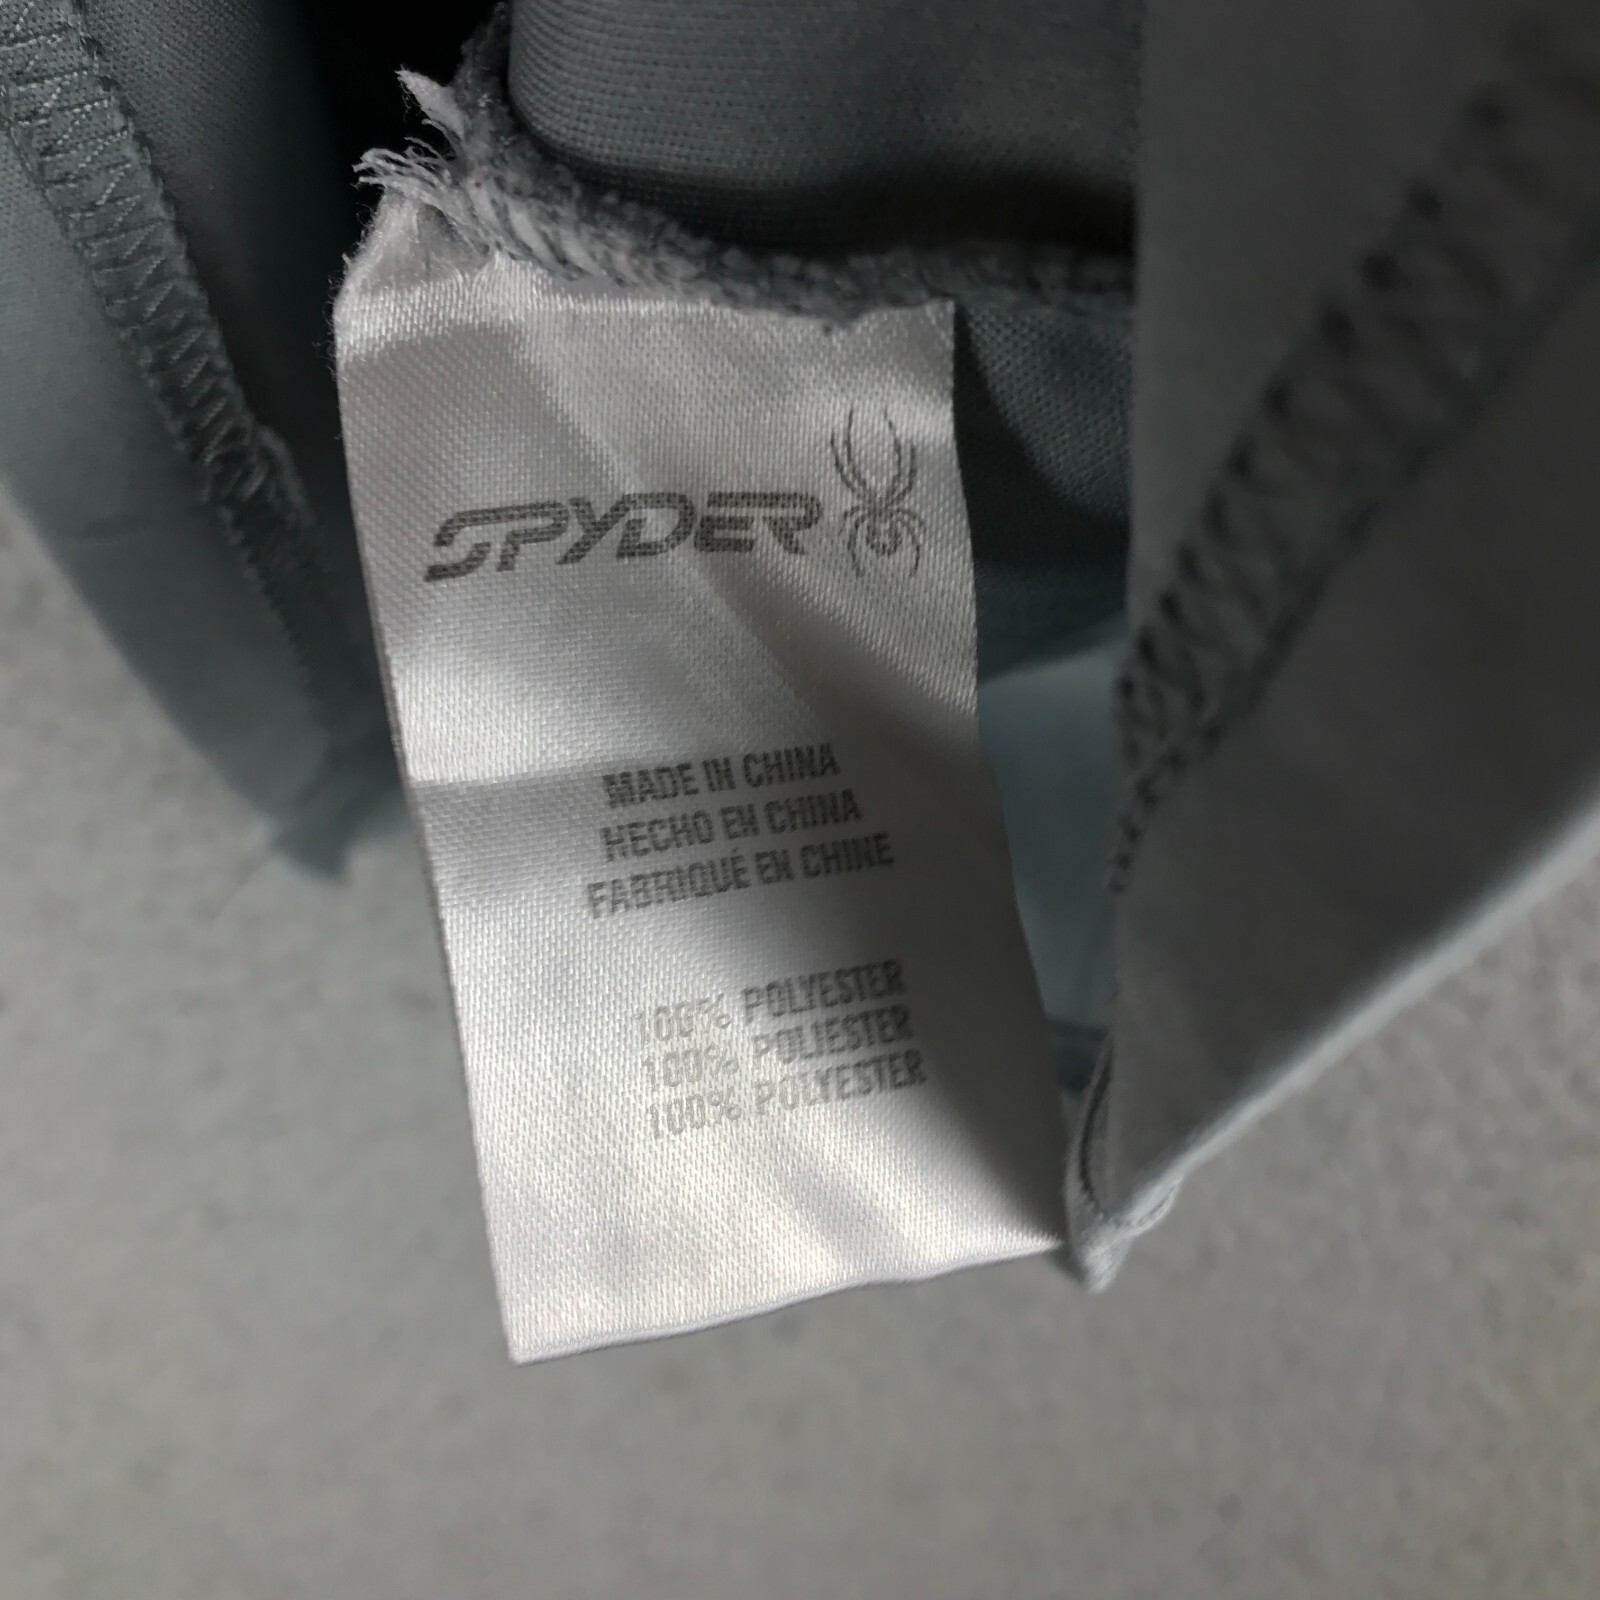 SPYDER
MADE IN CHINA
HECHO EN CHINA
FABRIQUÉ EN CHINE
100% POLYESTER
100% POLIESTER
100% POLYESTER